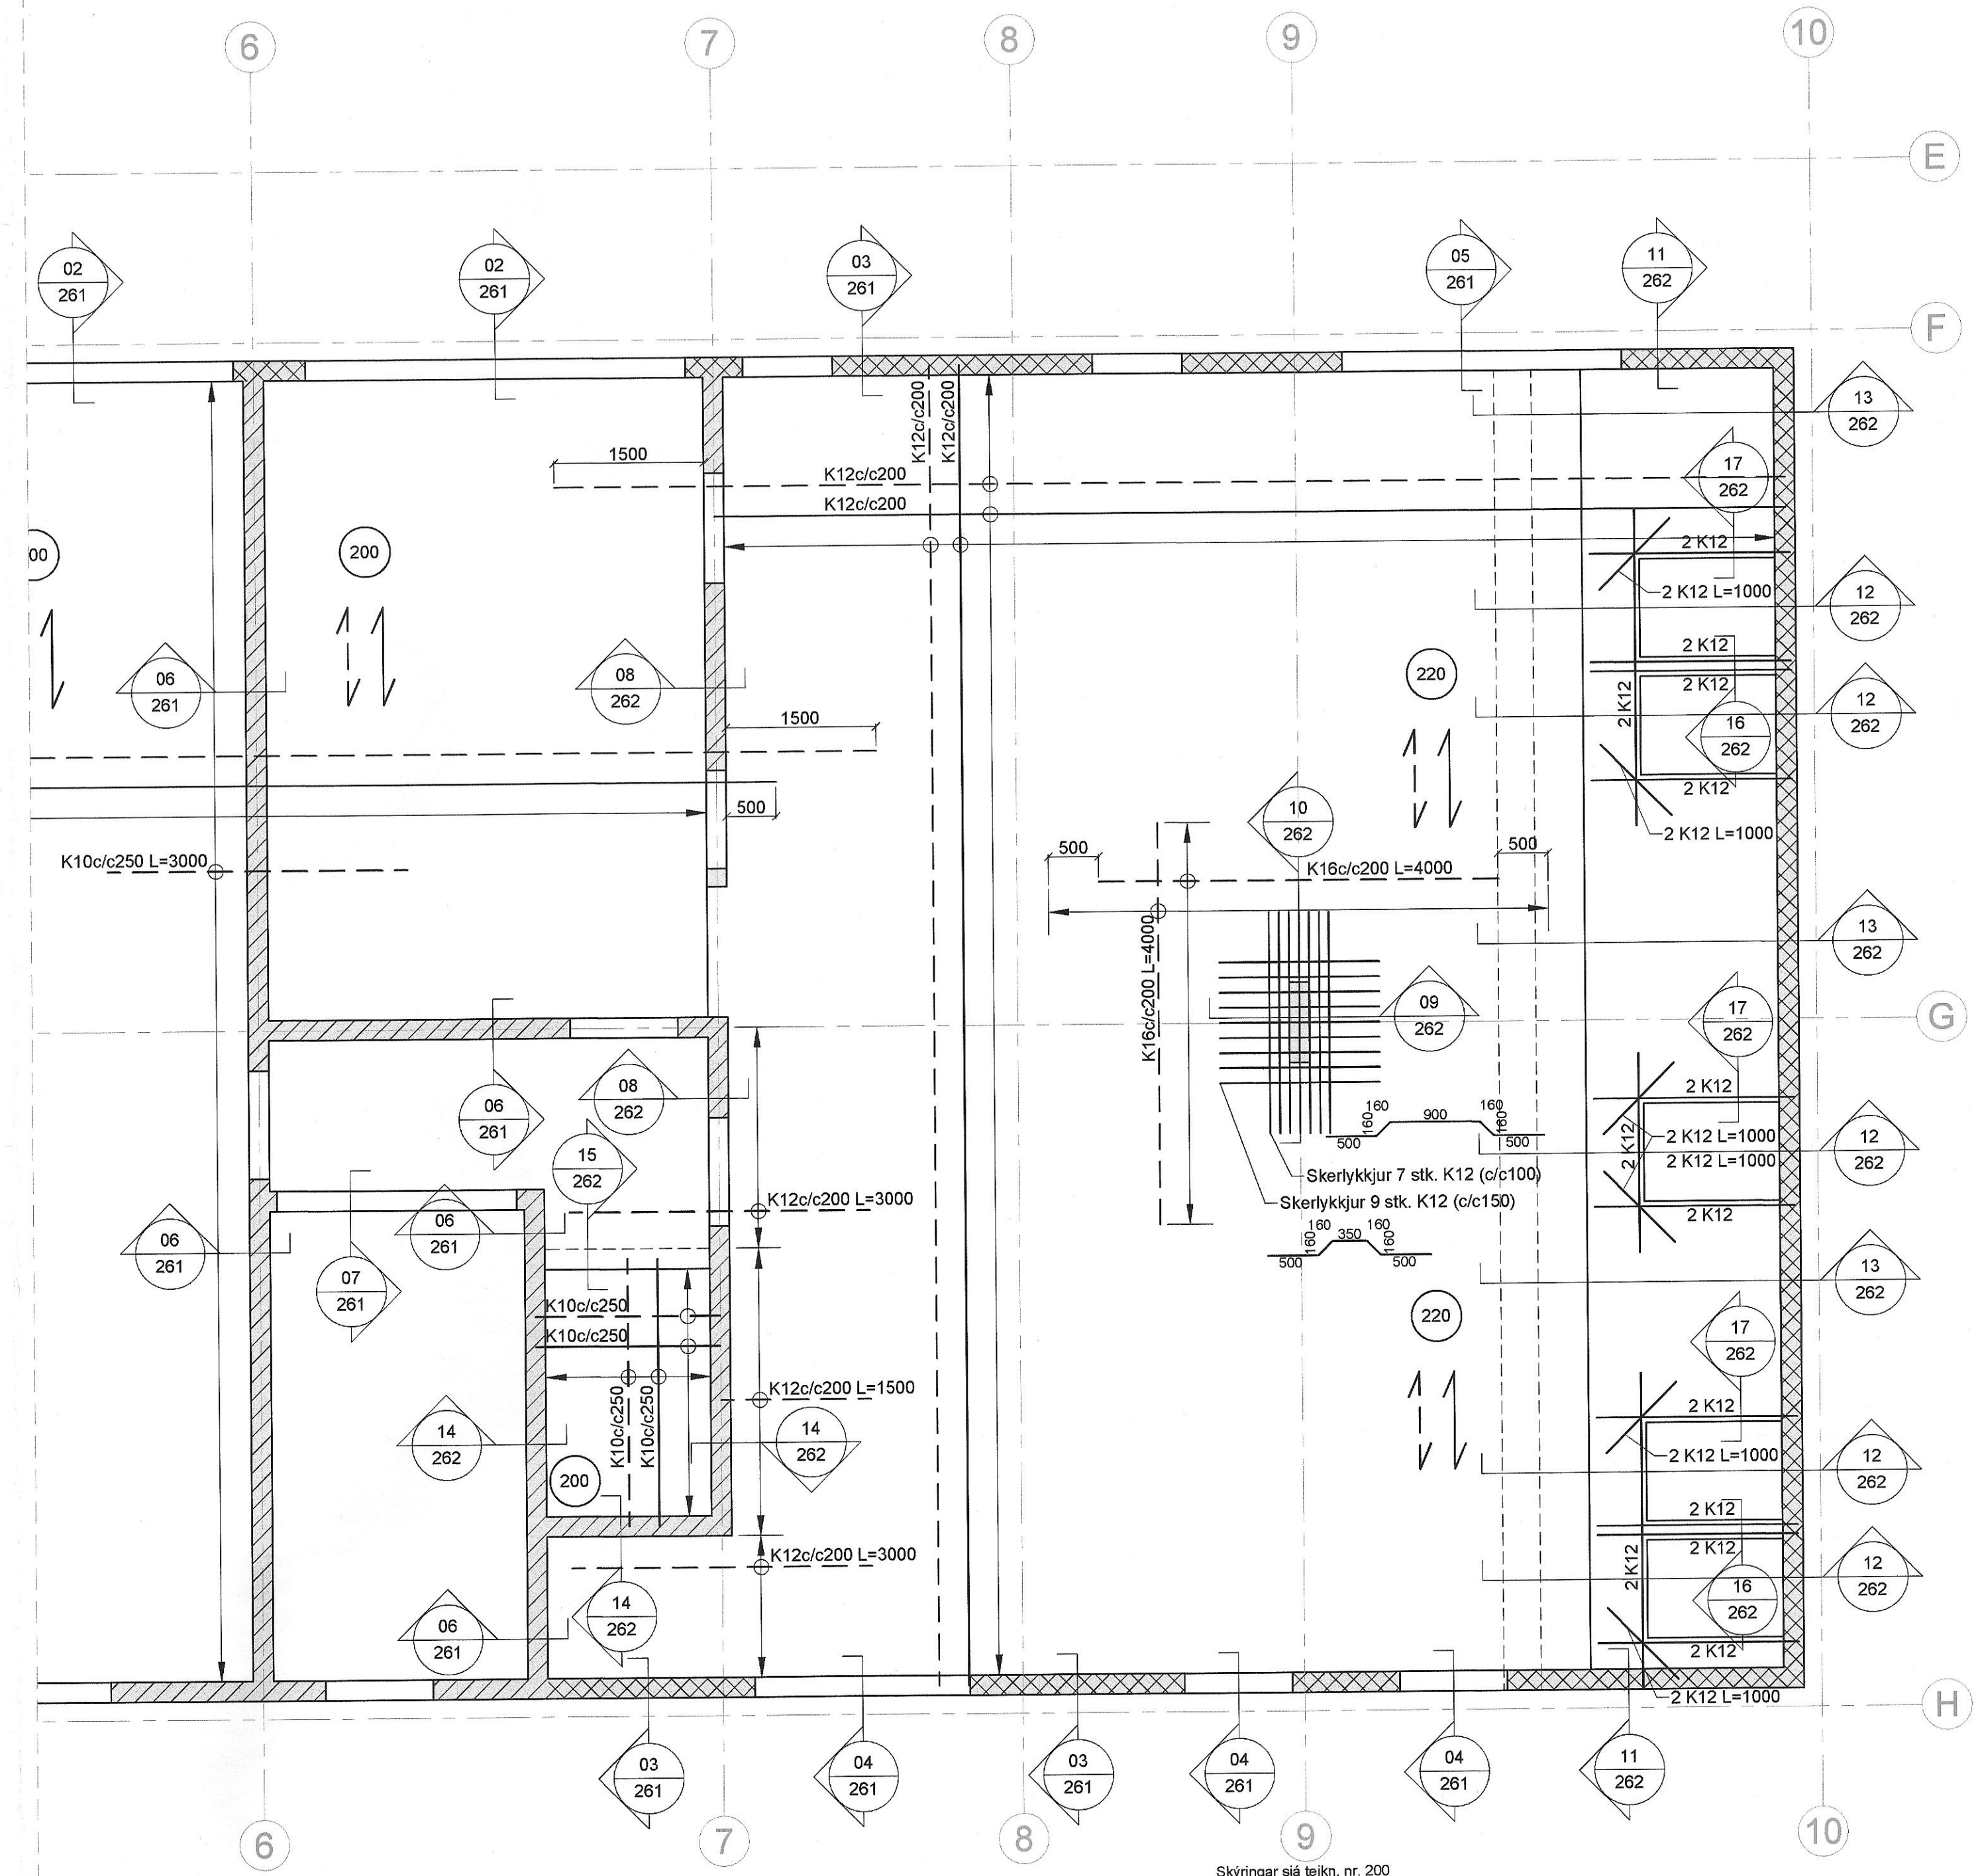 6
7
8
9
10
E
02
261
02
261
03
261
05
261
11
262
F
13
262
K12c/c200
K12c/c200
1500
K12c/c200
K12c/c200
17
262
00
200
2 K12
2 K12 L=1000
12
262
06
261
08
262
220
2 K12
2 K12
2 K12
12
262
1500
16
262
2 K12
500
10
262
2 K12 L=1000
K10c/c250 L=3000
500
K16c/c200 L=4000
500
K16c/c200 L=4000
13
262
09
262
17
262
G
06
261
08
262
2 K12
160
160
900
160
160
500
500
2 K12
2 K12 L=1000
2 K12 L=1000
12
262
15
262
Skerlykkjur 7 stk. K12 (c/c100)
Skerlykkjur 9 stk. K12 (c/c150)
K12c/c200 L=3000
2 K12
06
261
06
261
160
160
350
160
160
500
500
07
261
13
262
K10c/c250
K10c/c250
220
17
262
K12c/c200 L=1500
K10c/c250
K10c/c250
2 K12
14
262
14
262
2 K12 L=1000
12
262
200
2 K12
2 K12
K12c/c200 L=3000
2 K12
12
262
14
262
16
262
06
261
2 K12
2 K12 L=1000
H
03
261
04
261
03
261
04
261
04
261
11
262
6
7
8
9
10
Skýringar sjá teikn. nr. 200